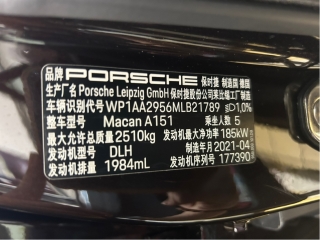 品牌 PORSCHE 保时捷 制造国 德国
生产厂名 Porsche Leipzig GmbH 保时捷股份公司莱比锡工厂制造
车辆识别代号 WP1AA2956MLB21789 1,0%
整车型号 Macan A151 乘坐人数 5
最大允许总质量 2510kg 发动机最大净功率 185kW
发动机型号 DLH 制造年月 2021-04
发动机排量 1984mL 发动机序列号 177390